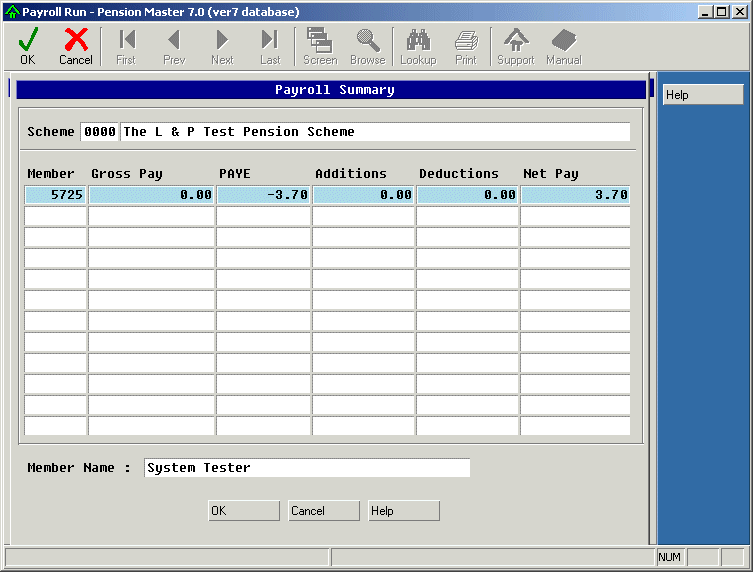 Payroll Run - Pension Master 7.0 (ver7 database)
OK Cancel First Prev Next Last Screen Browse Lookup Print Support Manual
Payroll Summary
Help
Scheme 0000 The L & P Test Pension Scheme
Member Gross Pay PAYE Additions Deductions Net Pay
5725 0.00 -3.70 0.00 0.00 3.70
Member Name : System Tester
OK Cancel Help
NUM